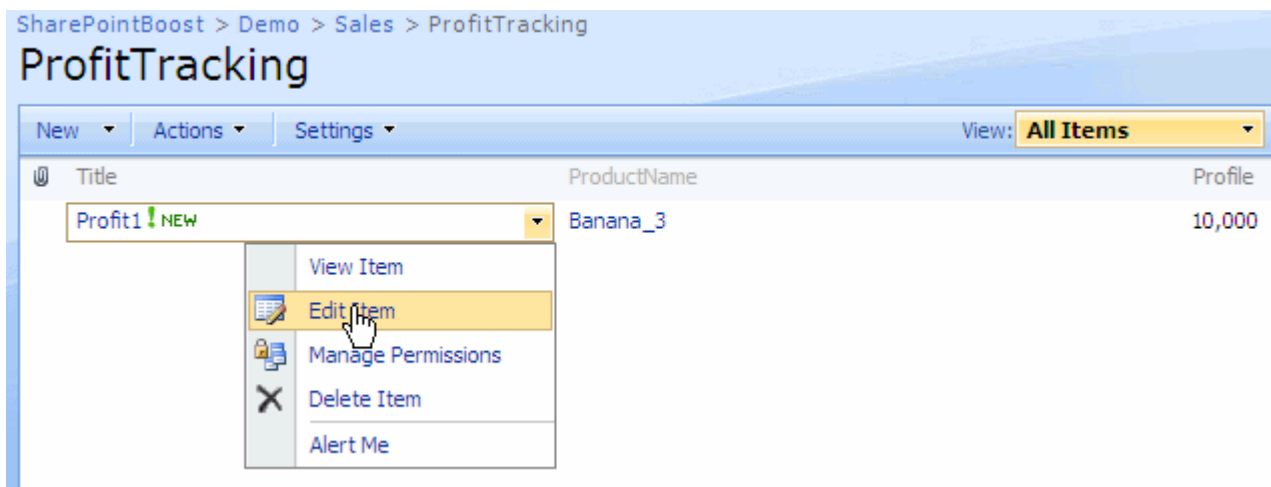 SharePointBoost > Demo > Sales > ProfitTracking
ProfitTracking
New Actions Settings View: All Items
Title ProductName Profile
Profit1 ! NEW Banana_3 10,000
View Item
Edit Item
Manage Permissions
Delete Item
Alert Me